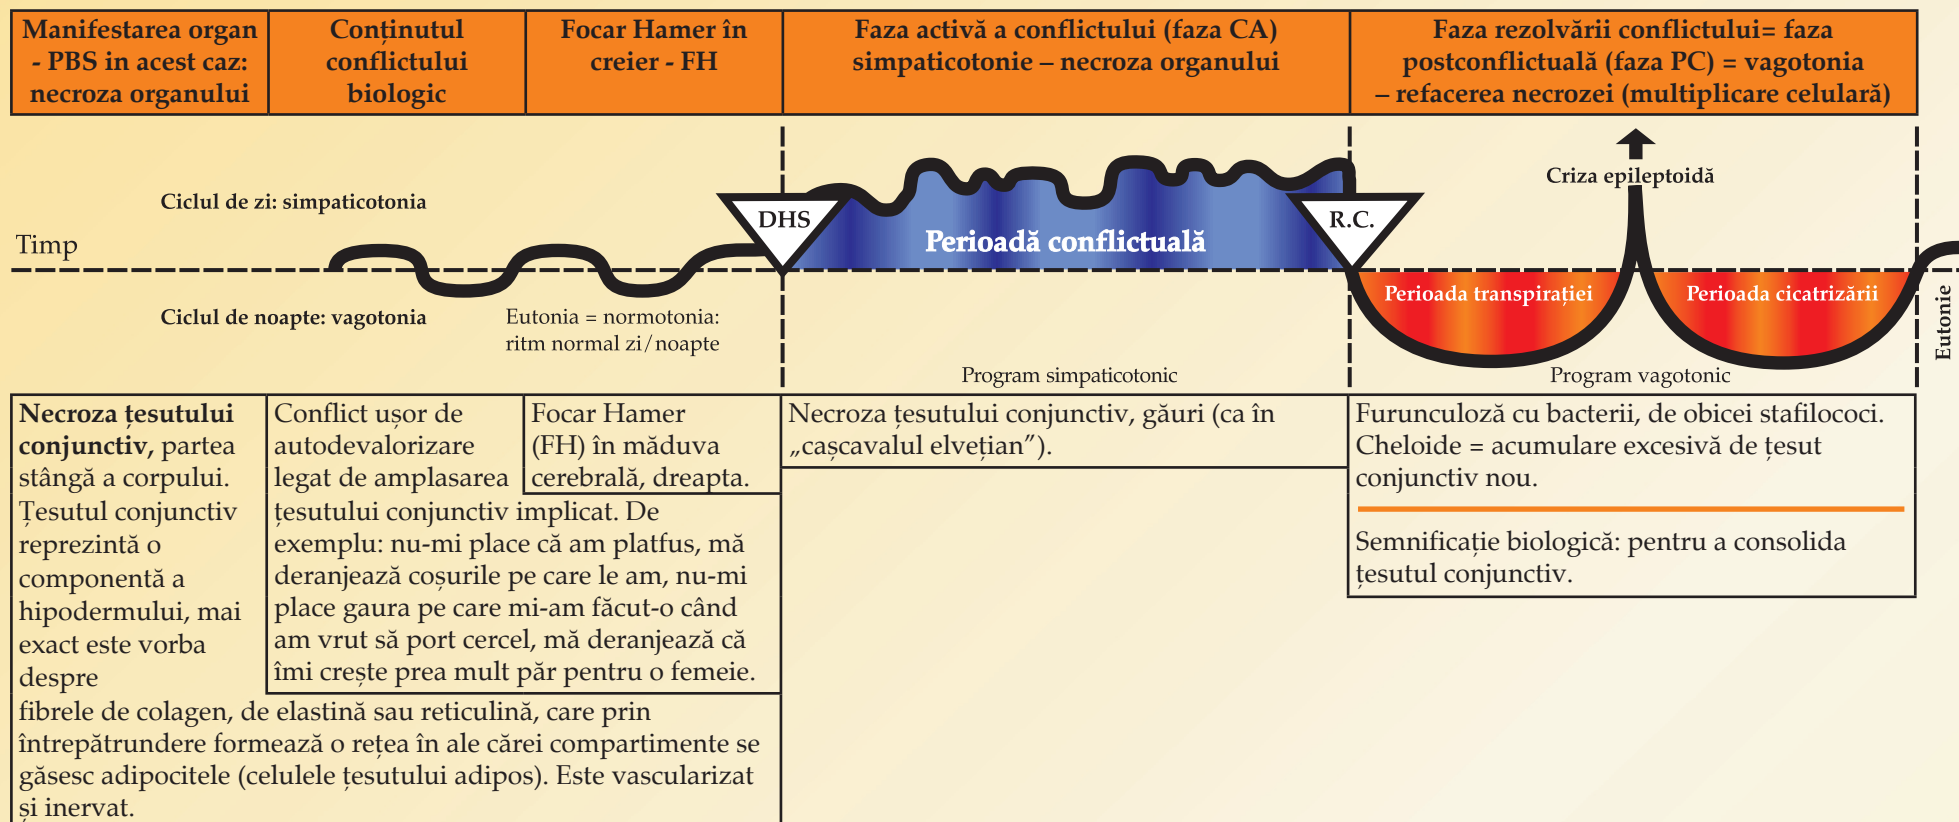 Manifestarea organ
- PBS in acest caz:
necroza organului
Conținutul
conflictului
biologic
Focar Hamer în
creier - FH
Faza activă a conflictului (faza CA)
simpaticotonie – necroza organului
Faza rezolvării conflictului= faza
postconflictuală (faza PC) = vagotonia
– refacerea necrozei (multiplicare celulară)
Criza epileptoidă
Ciclul de zi: simpaticotonia
DHS
R.C.
Timp
Perioadă conflictuală
Perioada transpirației
Perioada cicatrizării
Eutonie
Ciclul de noapte: vagotonia
Eutonia = normotonia:
ritm normal zi/noapte
Program simpaticotonic
Program vagotonic
Necroza țesutului
conjunctiv, partea
stângă a corpului.
Țesutul conjunctiv
reprezintă o
componentă a
hipodermului, mai
exact este vorba
despre
fibrele de colagen, de elastină sau reticulină, care prin
întrepătrundere formează o rețea în ale cărei compartimente se
găsesc adipocitele (celulele țesutului adipos). Este vascularizat
și inervat.
Conflict ușor de
autodevalorizare
legat de amplasarea
țesutului conjunctiv implicat. De
exemplu: nu-mi place că am platfus, mă
deranjează coșurile pe care le am, nu-mi
place gaura pe care mi-am făcut-o când
am vrut să port cercel, mă deranjează că
îmi crește prea mult păr pentru o femeie.
Focar Hamer
(FH) în măduva
cerebrală, dreapta.
Necroza țesutului conjunctiv, găuri (ca în
„cașcavalul elvețian”).
Furunculoză cu bacterii, de obicei stafilococi.
Cheloide = acumulare excesivă de țesut
conjunctiv nou.
Semnificație biologică: pentru a consolida
țesutul conjunctiv.